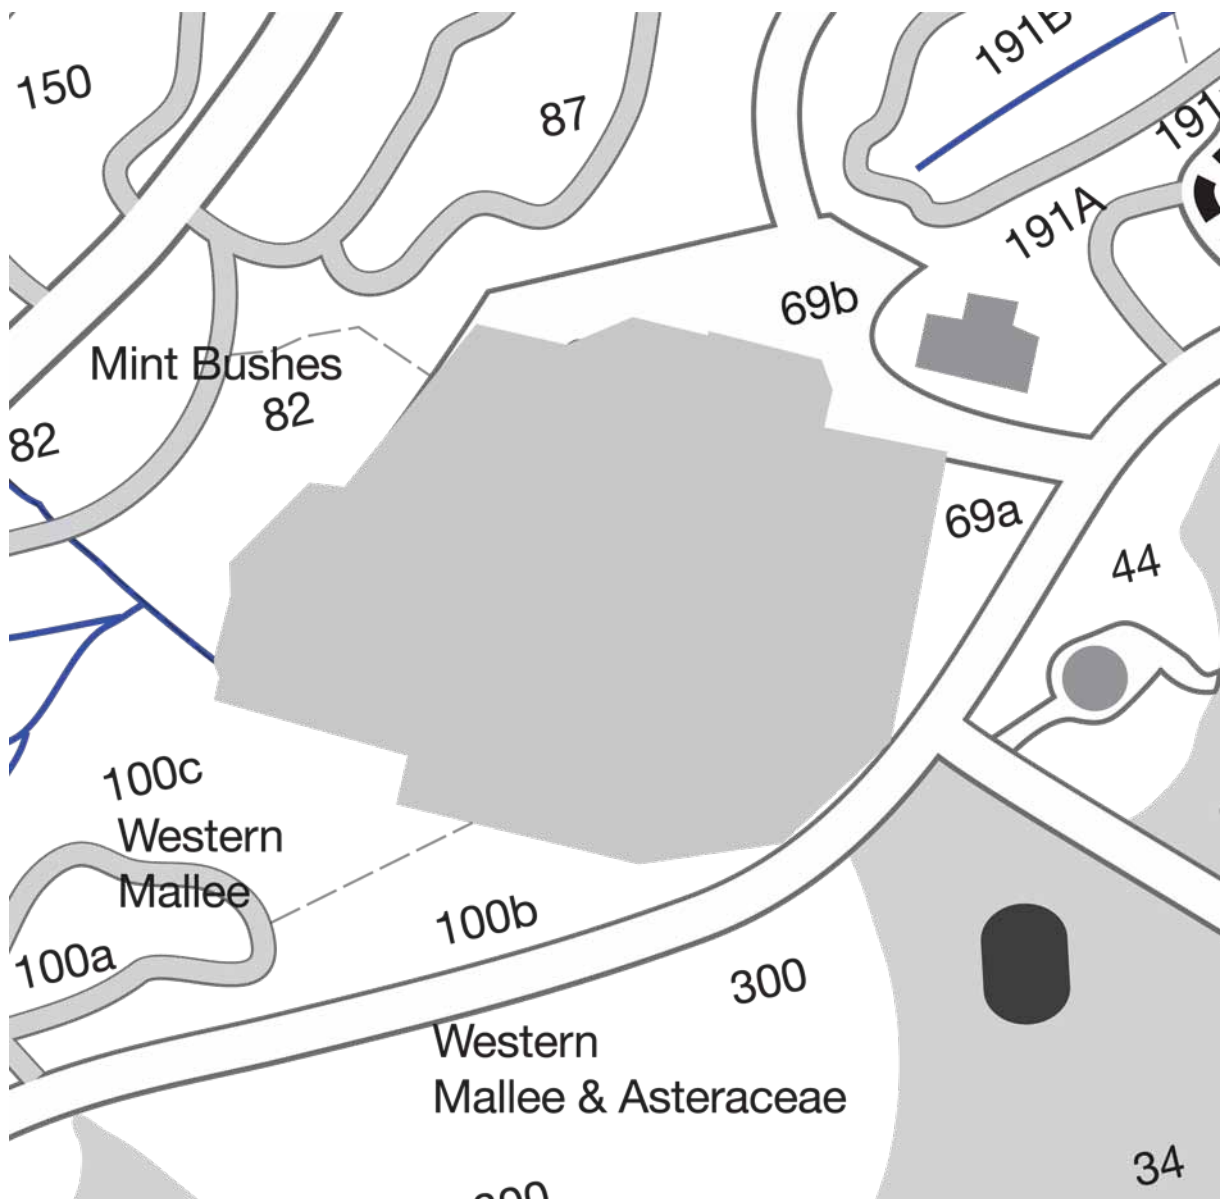 191B
150
87
191
191A
69b
Mint Bushes
82
82
69a
44
100c
Western
Mallee
100b
100a
300
Western
Mallee & Asteraceae
34